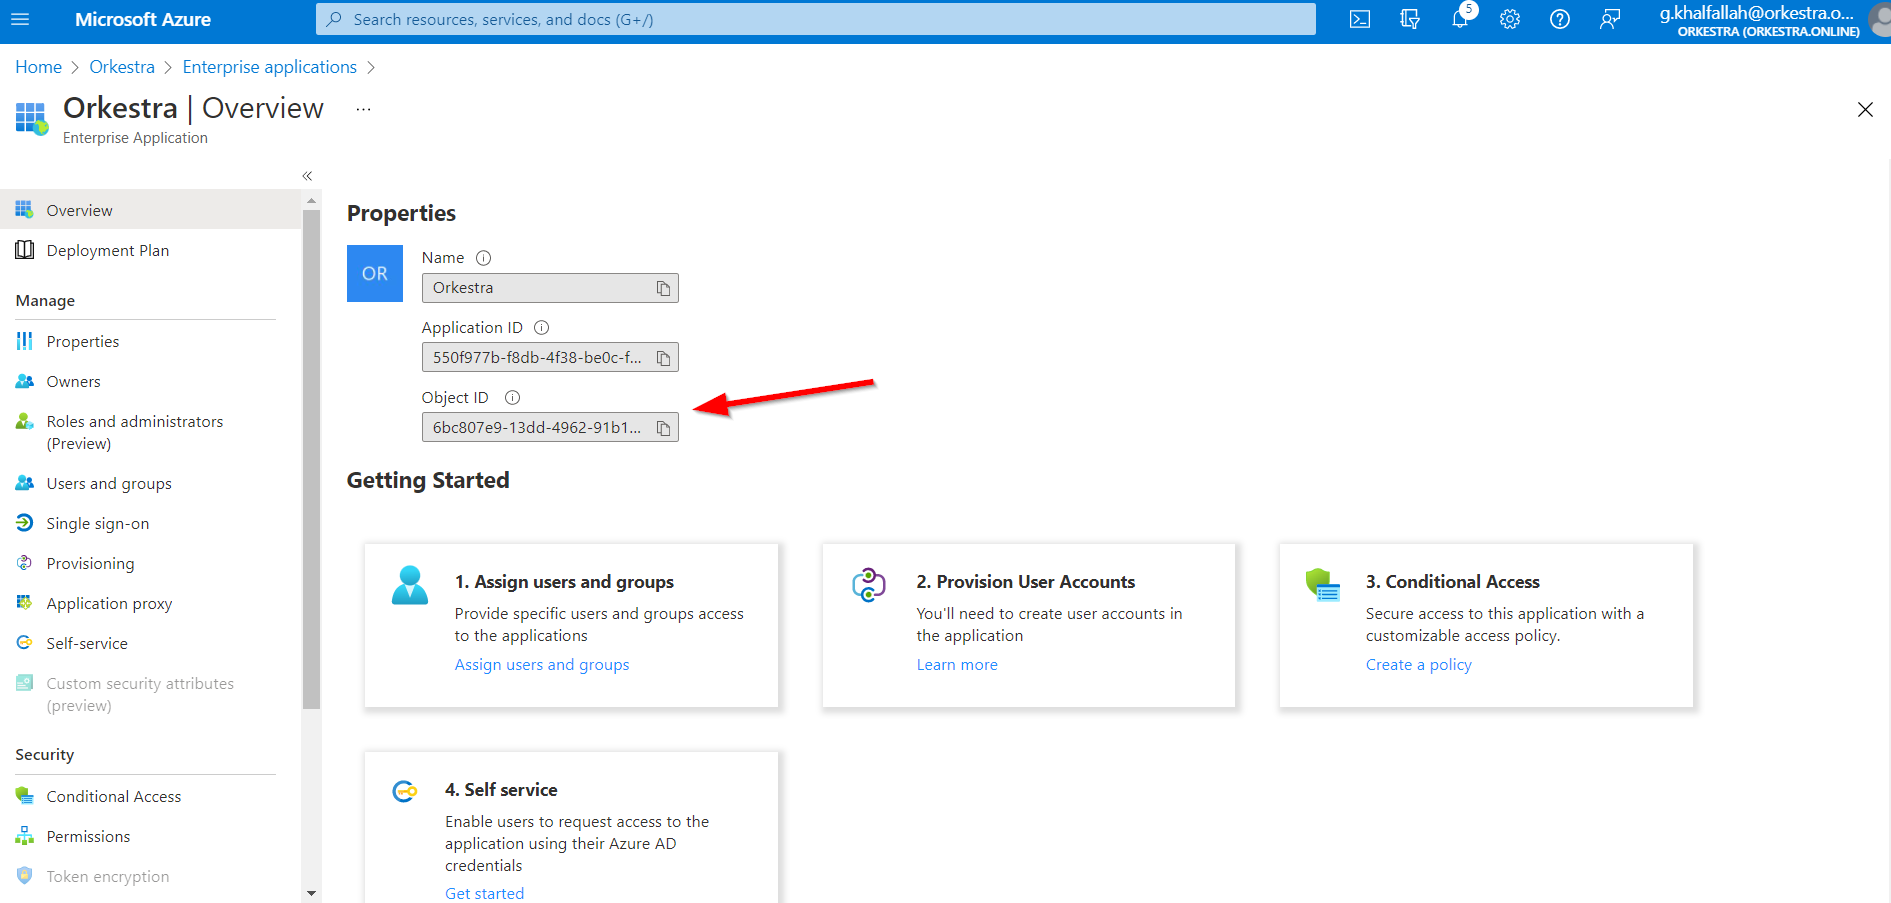 Microsoft Azure
Search resources, services, and docs (G+/)
5
g.khalfallah@orkestra.o...
ORKESTRA (ORKESTRA.ONLINE)
Home > Orkestra > Enterprise applications >
Orkestra | Overview ...
Enterprise Application
«
Overview
Deployment Plan
Manage
Properties
Owners
Roles and administrators
(Preview)
Users and groups
Single sign-on
Provisioning
Application proxy
Self-service
Custom security attributes
(preview)
Security
Conditional Access
Permissions
Token encryption
Properties
OR
Name
Orkestra
Application ID
550f977b-f8db-4f38-be0c-f...
Object ID
6bc807e9-13dd-4962-91b1...
Getting Started
1. Assign users and groups
Provide specific users and groups access
to the applications
Assign users and groups
2. Provision User Accounts
You'll need to create user accounts in
the application
Learn more
3. Conditional Access
Secure access to this application with a
customizable access policy.
Create a policy
4. Self service
Enable users to request access to the
application using their Azure AD
credentials
Get started